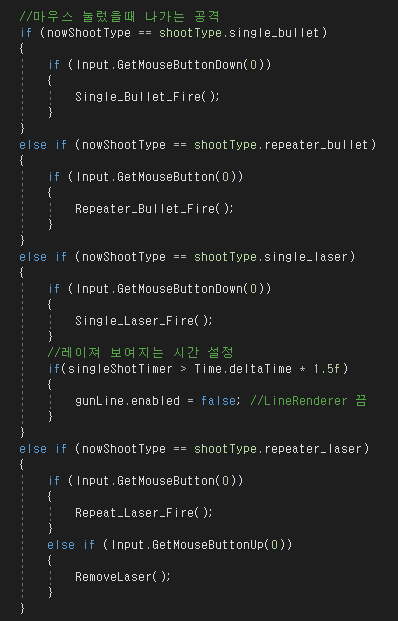 //마우스 눌렀을때 나가는 공격
if (nowShootType == shootType.single_bullet)
{
if (Input.GetMouseButtonDown(0))
{
Single_Bullet_Fire();
}
}
else if (nowShootType == shootType.repeater_bullet)
{
if (Input.GetMouseButton(0))
{
Repeater_Bullet_Fire();
}
}
else if (nowShootType == shootType.single_laser)
{
if (Input.GetMouseButtonDown(0))
{
Single_Laser_Fire();
}
//레이져 보여지는 시간 설정
if(singleShotTimer > Time.deltaTime * 1.5f)
{
gunLine.enabled = false; //LineRenderer 끔
}
}
else if (nowShootType == shootType.repeater_laser)
{
if (Input.GetMouseButton(0))
{
Repeat_Laser_Fire();
}
else if (Input.GetMouseButtonUp(0))
{
RemoveLaser();
}
}